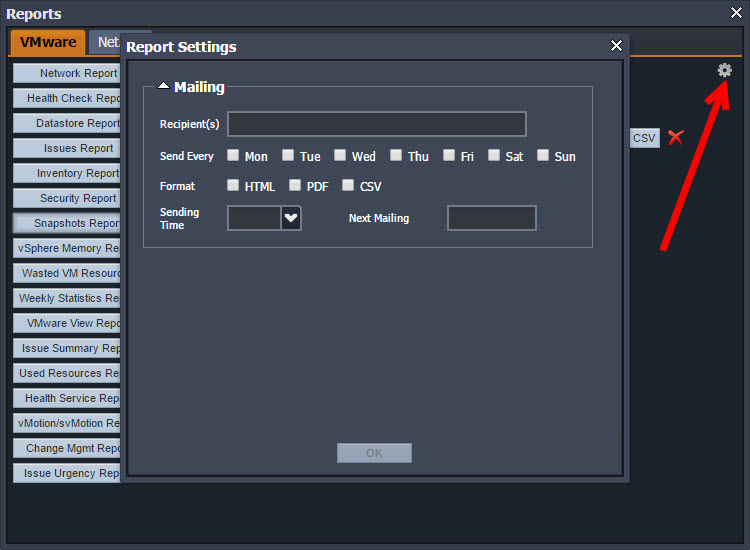 Reports
VMware
Net
Report Settings
Mailing
Recipient(s)
Send Every
Mon
Tue
Wed
Thu
Fri
Sat
Sun
Format
HTML
PDF
CSV
Sending
Time
Next Mailing
OK
CSV
Network Report
Health Check Repo
Datastore Report
Issues Report
Inventory Report
Security Report
Snapshots Report
vSphere Memory Re
Wasted VM Resour
Weekly Statistics Re
VMware View Repo
Issue Summary Rep
Used Resources Re
Health Service Rep
vMotion/svMotion Re
Change Mgmt Repo
Issue Urgency Rep